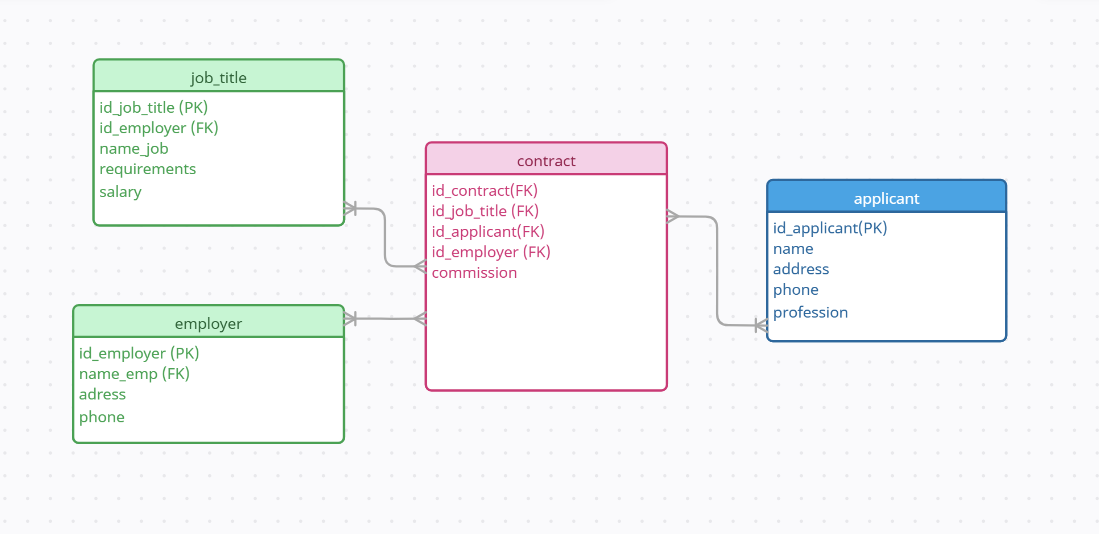 job_title
id_job_title (PK)
id_employer (FK)
name_job
requirements
salary
employer
id_employer (PK)
name_emp (FK)
adress
phone
contract
id_contract(FK)
id_job_title (FK)
id_applicant(FK)
id_employer (FK)
commission
applicant
id_applicant(PK)
name
address
phone
profession